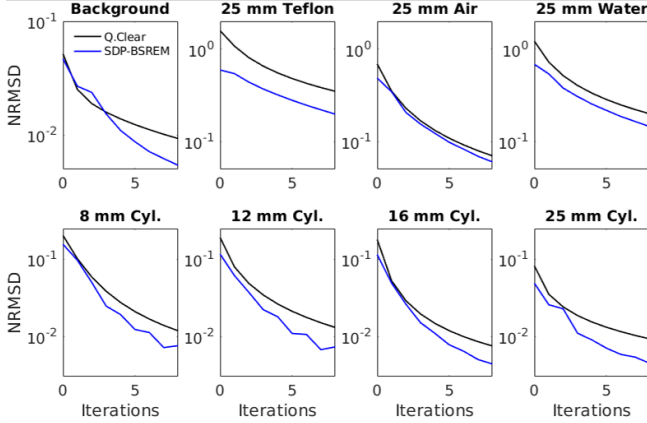 Background 25 mm Teflon 25 mm Air 25 mm Water
NRMSD
10^-1
10^-2
Q.Clear
SDP-BSREM
0 5
10^0
10^-1
0 5
10^0
10^-1
0 5
10^0
10^-1
0 5
8 mm Cyl. 12 mm Cyl. 16 mm Cyl. 25 mm Cyl.
NRMSD
10^-1
10^-2
0 5
Iterations
10^-1
10^-2
0 5
Iterations
10^-1
10^-2
0 5
Iterations
10^-1
10^-2
0 5
Iterations